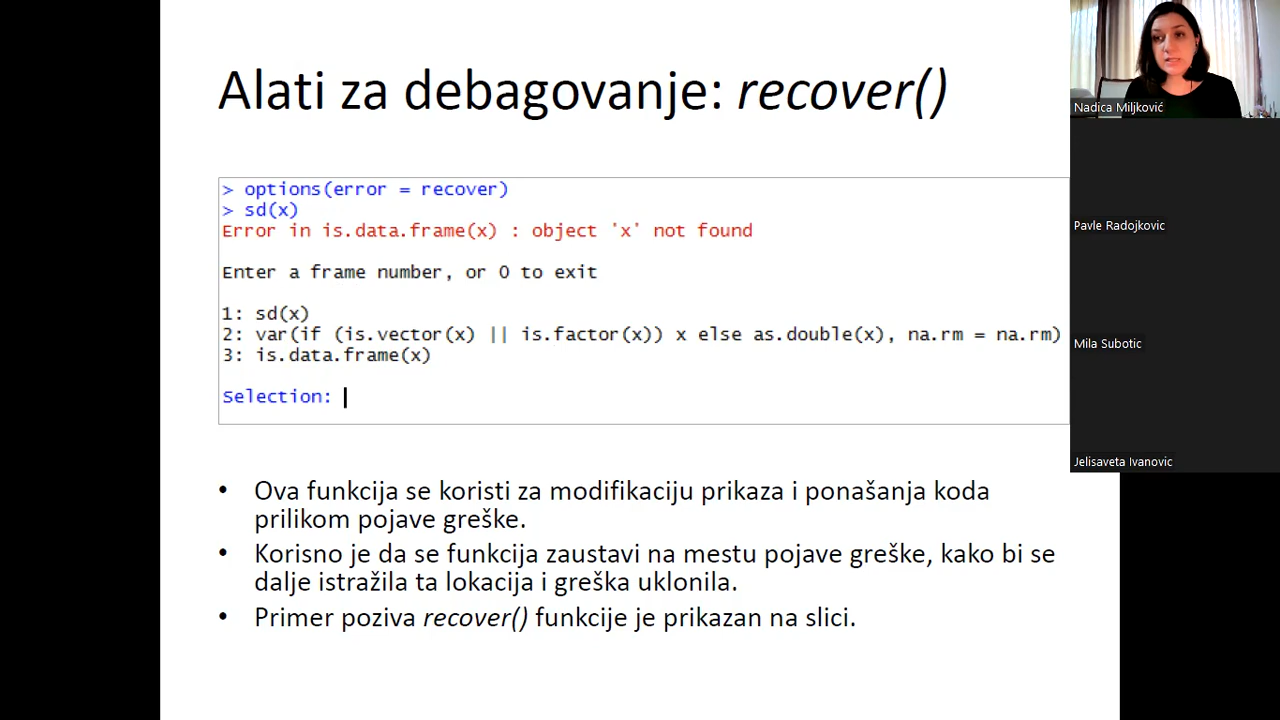 Alati za debagovanje: recover()
> options(error = recover)
> sd(x)
Error in is.data.frame(x) : object 'x' not found
Enter a frame number, or 0 to exit
1: sd(x)
2: var(if (is.vector(x) || is.factor(x)) x else as.double(x), na.rm = na.rm)
3: is.data.frame(x)
Selection:
• Ova funkcija se koristi za modifikaciju prikaza i ponašanja koda
prilikom pojave greške.
• Korisno je da se funkcija zaustavi na mestu pojave greške, kako bi se
dalje istražila ta lokacija i greška uklonila.
• Primer poziva recover() funkcije je prikazan na slici.
Nadica Miljković
Pavle Radojkovic
Mila Subotic
Jelisaveta Ivanovic